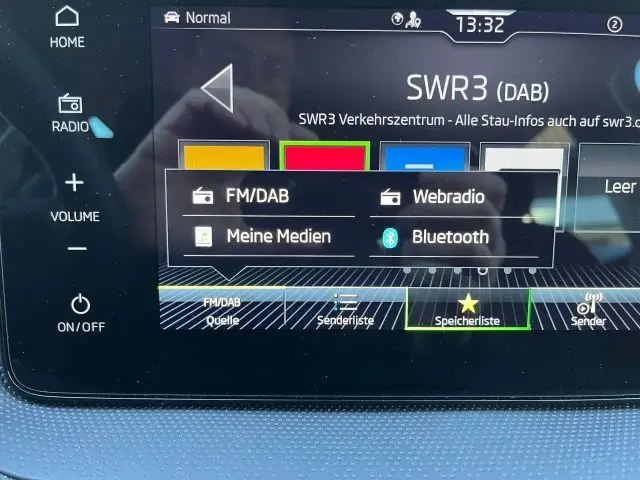 HOME
Normal
13:32
2
RADIO
SWR3 (DAB)
SWR3 Verkehrszentrum - Alle Stau-Infos auch auf swr3.
Leer
VOLUME
FM/DAB
Webradio
Meine Medien
Bluetooth
ON/OFF
FM/DAB
Quelle
Senderliste
Speicherliste
Sender